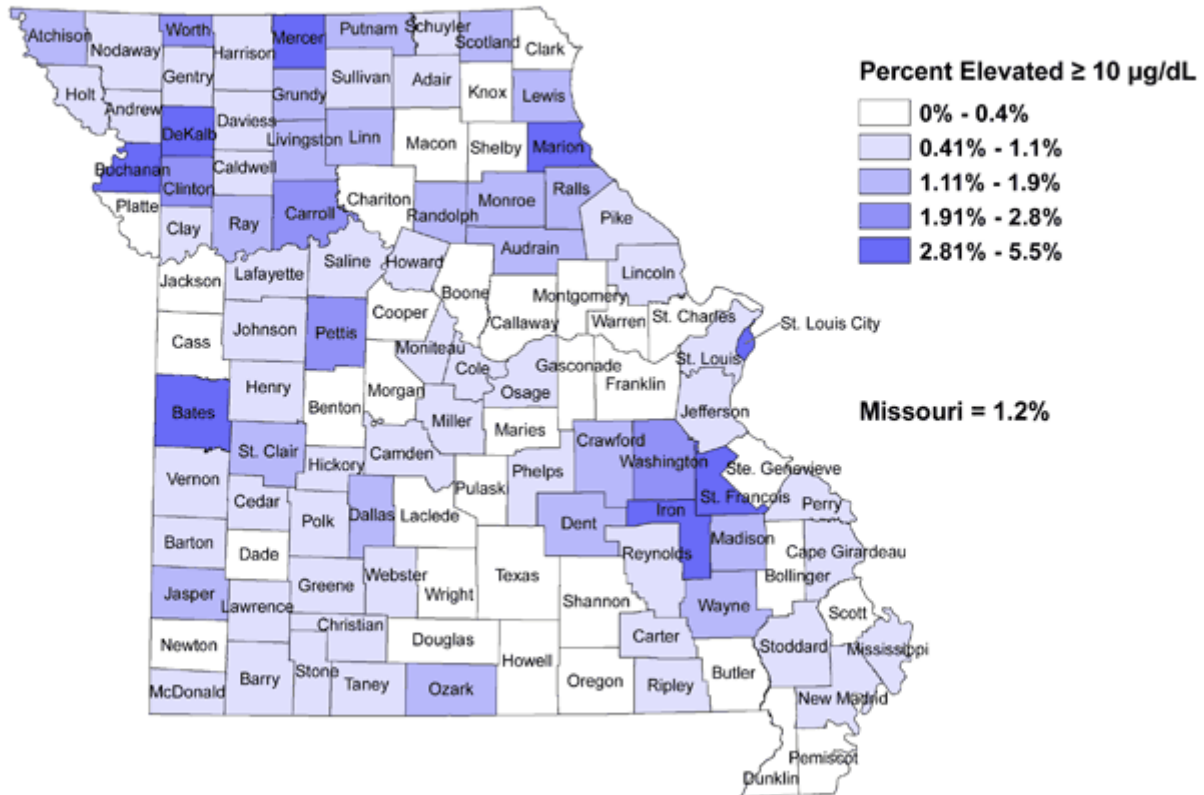 Atchison
Nodaway
Worth
Harrison
Mercer
Putnam
Schuyler
Scotland
Clark
Holt
Andrew
Gentry
Daviess
Grundy
Sullivan
Adair
Knox
Lewis
DeKalb
Livingston
Linn
Macon
Shelby
Marion
Buchanan
Clinton
Caldwell
Platte
Clay
Ray
Carroll
Chariton
Randolph
Monroe
Ralls
Pike
Audrain
Jackson
Lafayette
Saline
Howard
Boone
Lincoln
Cooper
Callaway
Montgomery
Warren
St. Charles
St. Louis City
St. Louis
Cass
Johnson
Pettis
Moniteau
Cole
Osage
Gasconade
Franklin
Jefferson
Bates
Henry
Benton
Morgan
Miller
Maries
St. Clair
Hickory
Camden
Phelps
Crawford
Washington
Ste. Genevieve
St. François
Perry
Vernon
Cedar
Polk
Dallas
Laclede
Pulaski
Dent
Iron
Madison
Reynolds
Cape Girardeau
Bollinger
Barton
Dade
Greene
Webster
Wright
Texas
Shannon
Wayne
Scott
Jasper
Lawrence
Christian
Douglas
Howell
Carter
Stoddard
Mississippi
Newton
Barry
Stone
Taney
Ozark
Oregon
Ripley
Butler
New Madrid
McDonald
Dunklin
Pemiscot
Percent Elevated ≥ 10 µg/dL
0% - 0.4%
0.41% - 1.1%
1.11% - 1.9%
1.91% - 2.8%
2.81% - 5.5%
Missouri = 1.2%